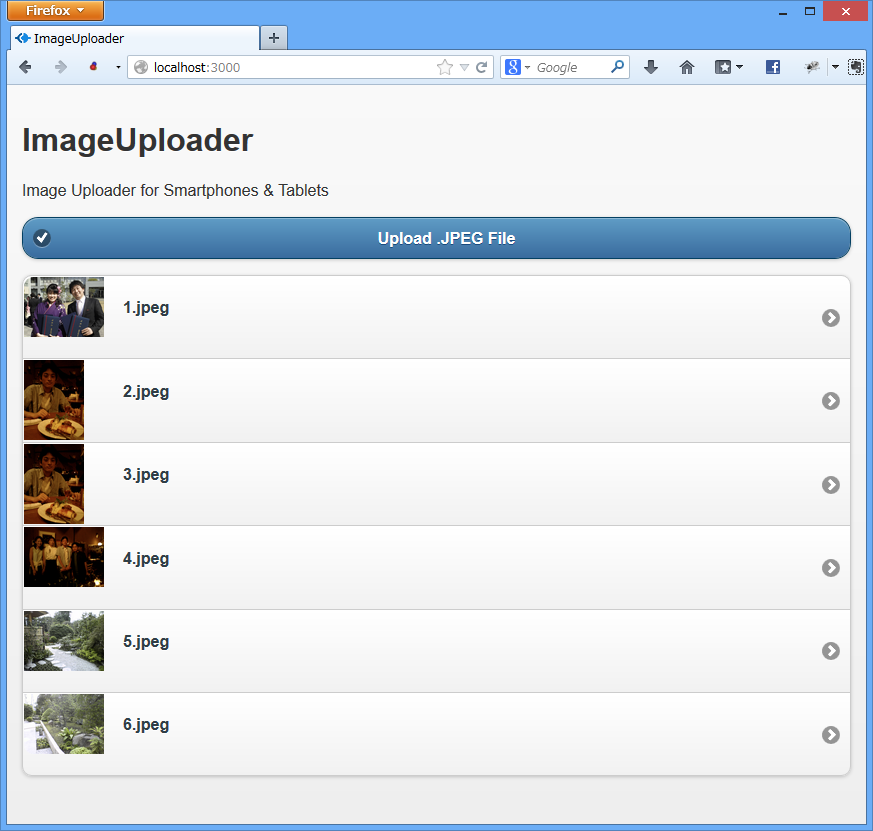 Firefox
ImageUploader
localhost:3000
Google
ImageUploader
Image Uploader for Smartphones & Tablets
Upload .JPEG File
1.jpeg
2.jpeg
3.jpeg
4.jpeg
5.jpeg
6.jpeg